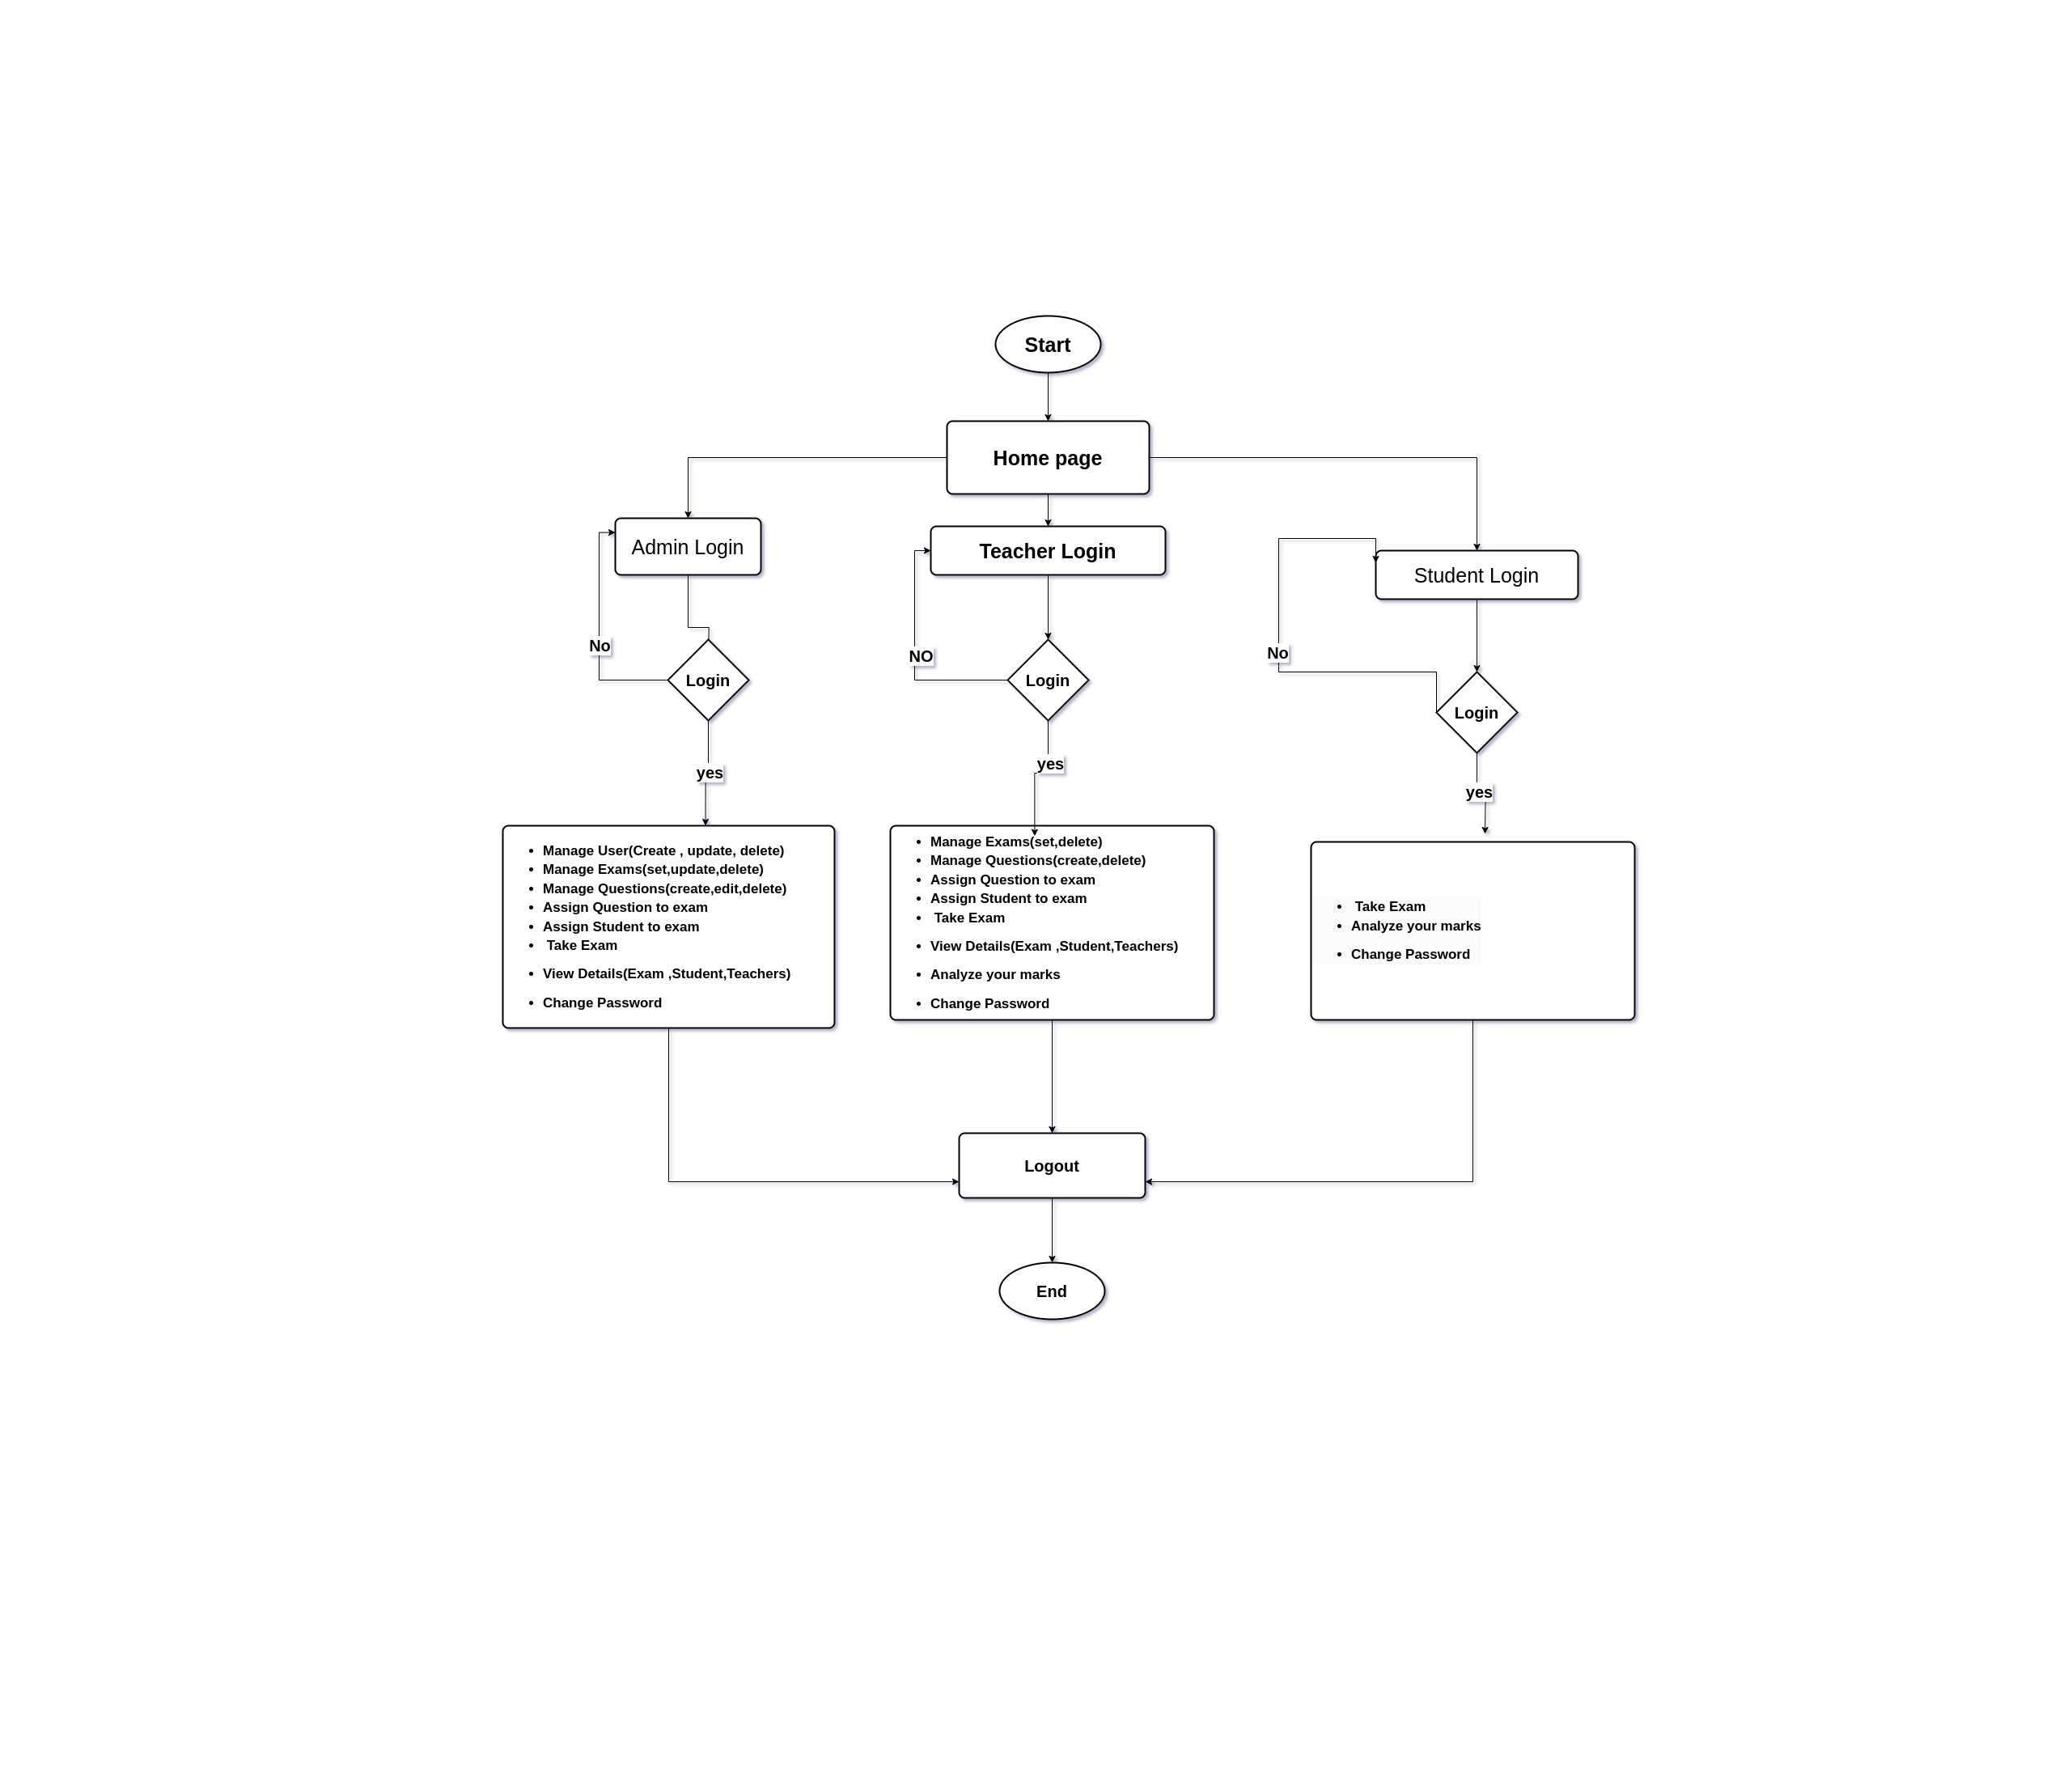 Start
Home page
Admin Login
Teacher Login
Student Login
No
NO
No
Login
Login
Login
yes
yes
yes
• Manage User(Create , update, delete)
• Manage Exams(set,update,delete)
• Manage Questions(create,edit,delete)
• Assign Question to exam
• Assign Student to exam
• Take Exam
• View Details(Exam ,Student,Teachers)
• Change Password
• Manage Exams(set,delete)
• Manage Questions(create,delete)
• Assign Question to exam
• Assign Student to exam
• Take Exam
• View Details(Exam ,Student,Teachers)
• Analyze your marks
• Change Password
• Take Exam
• Analyze your marks
• Change Password
Logout
End